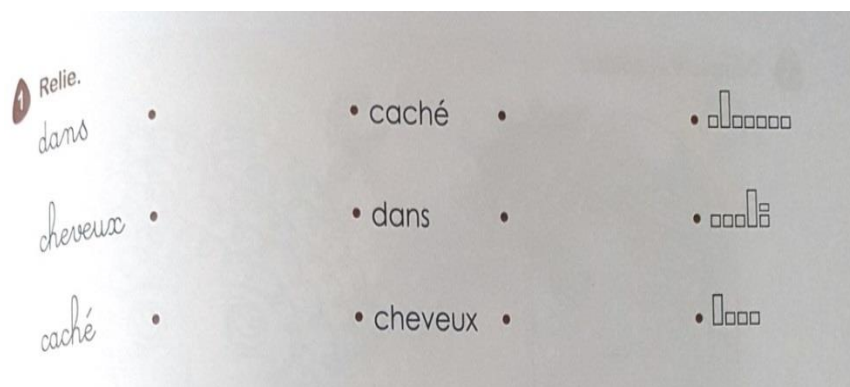 1 Relie.
dans • • caché • •
cheveux • • dans • •
caché • • cheveux • •